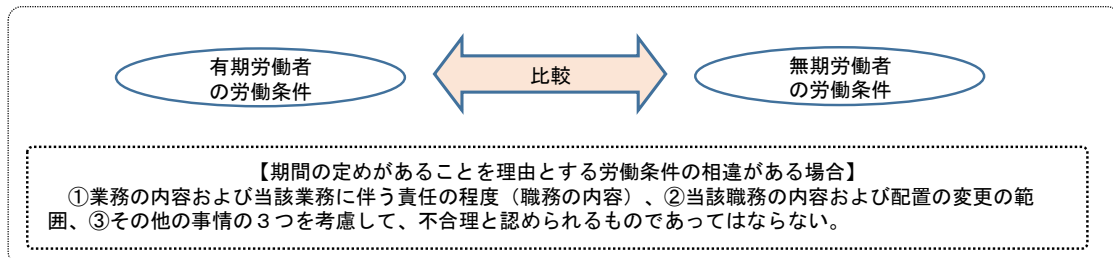 有期労働者
の労働条件
比較
無期労働者
の労働条件
【期間の定めがあることを理由とする労働条件の相違がある場合】
①業務の内容および当該業務に伴う責任の程度（職務の内容）、②当該職務の内容および配置の変更の範
囲、③その他の事情の３つを考慮して、不合理と認められるものであってはならない。